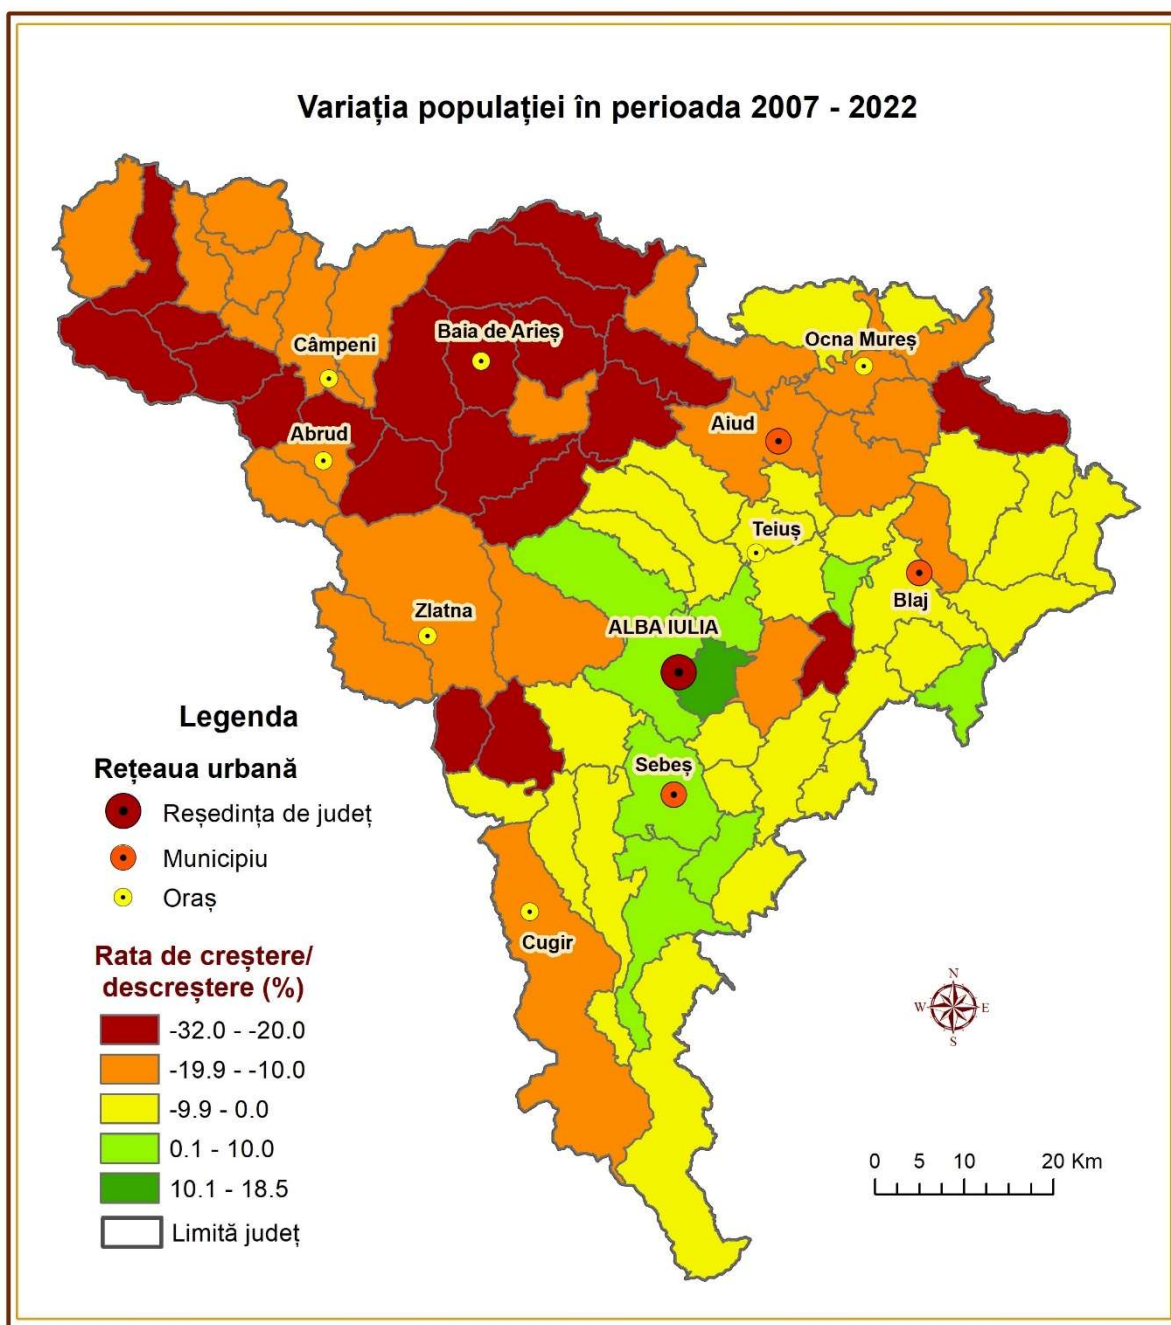 Variația populației în perioada 2007 - 2022
Câmpeni
Baia de Arieș
Ocna Mureș
Abrud
Aiud
Teiuș
Blaj
Zlatna
ALBA IULIA
Sebeș
Cugir
Legenda
Rețeaua urbană
Reședința de județ
Municipiu
Oraș
Rata de creștere/
descreștere (%)
-32.0 - -20.0
-19.9 - -10.0
-9.9 - 0.0
0.1 - 10.0
10.1 - 18.5
Limită județ
N
W E
S
0 5 10 20 Km